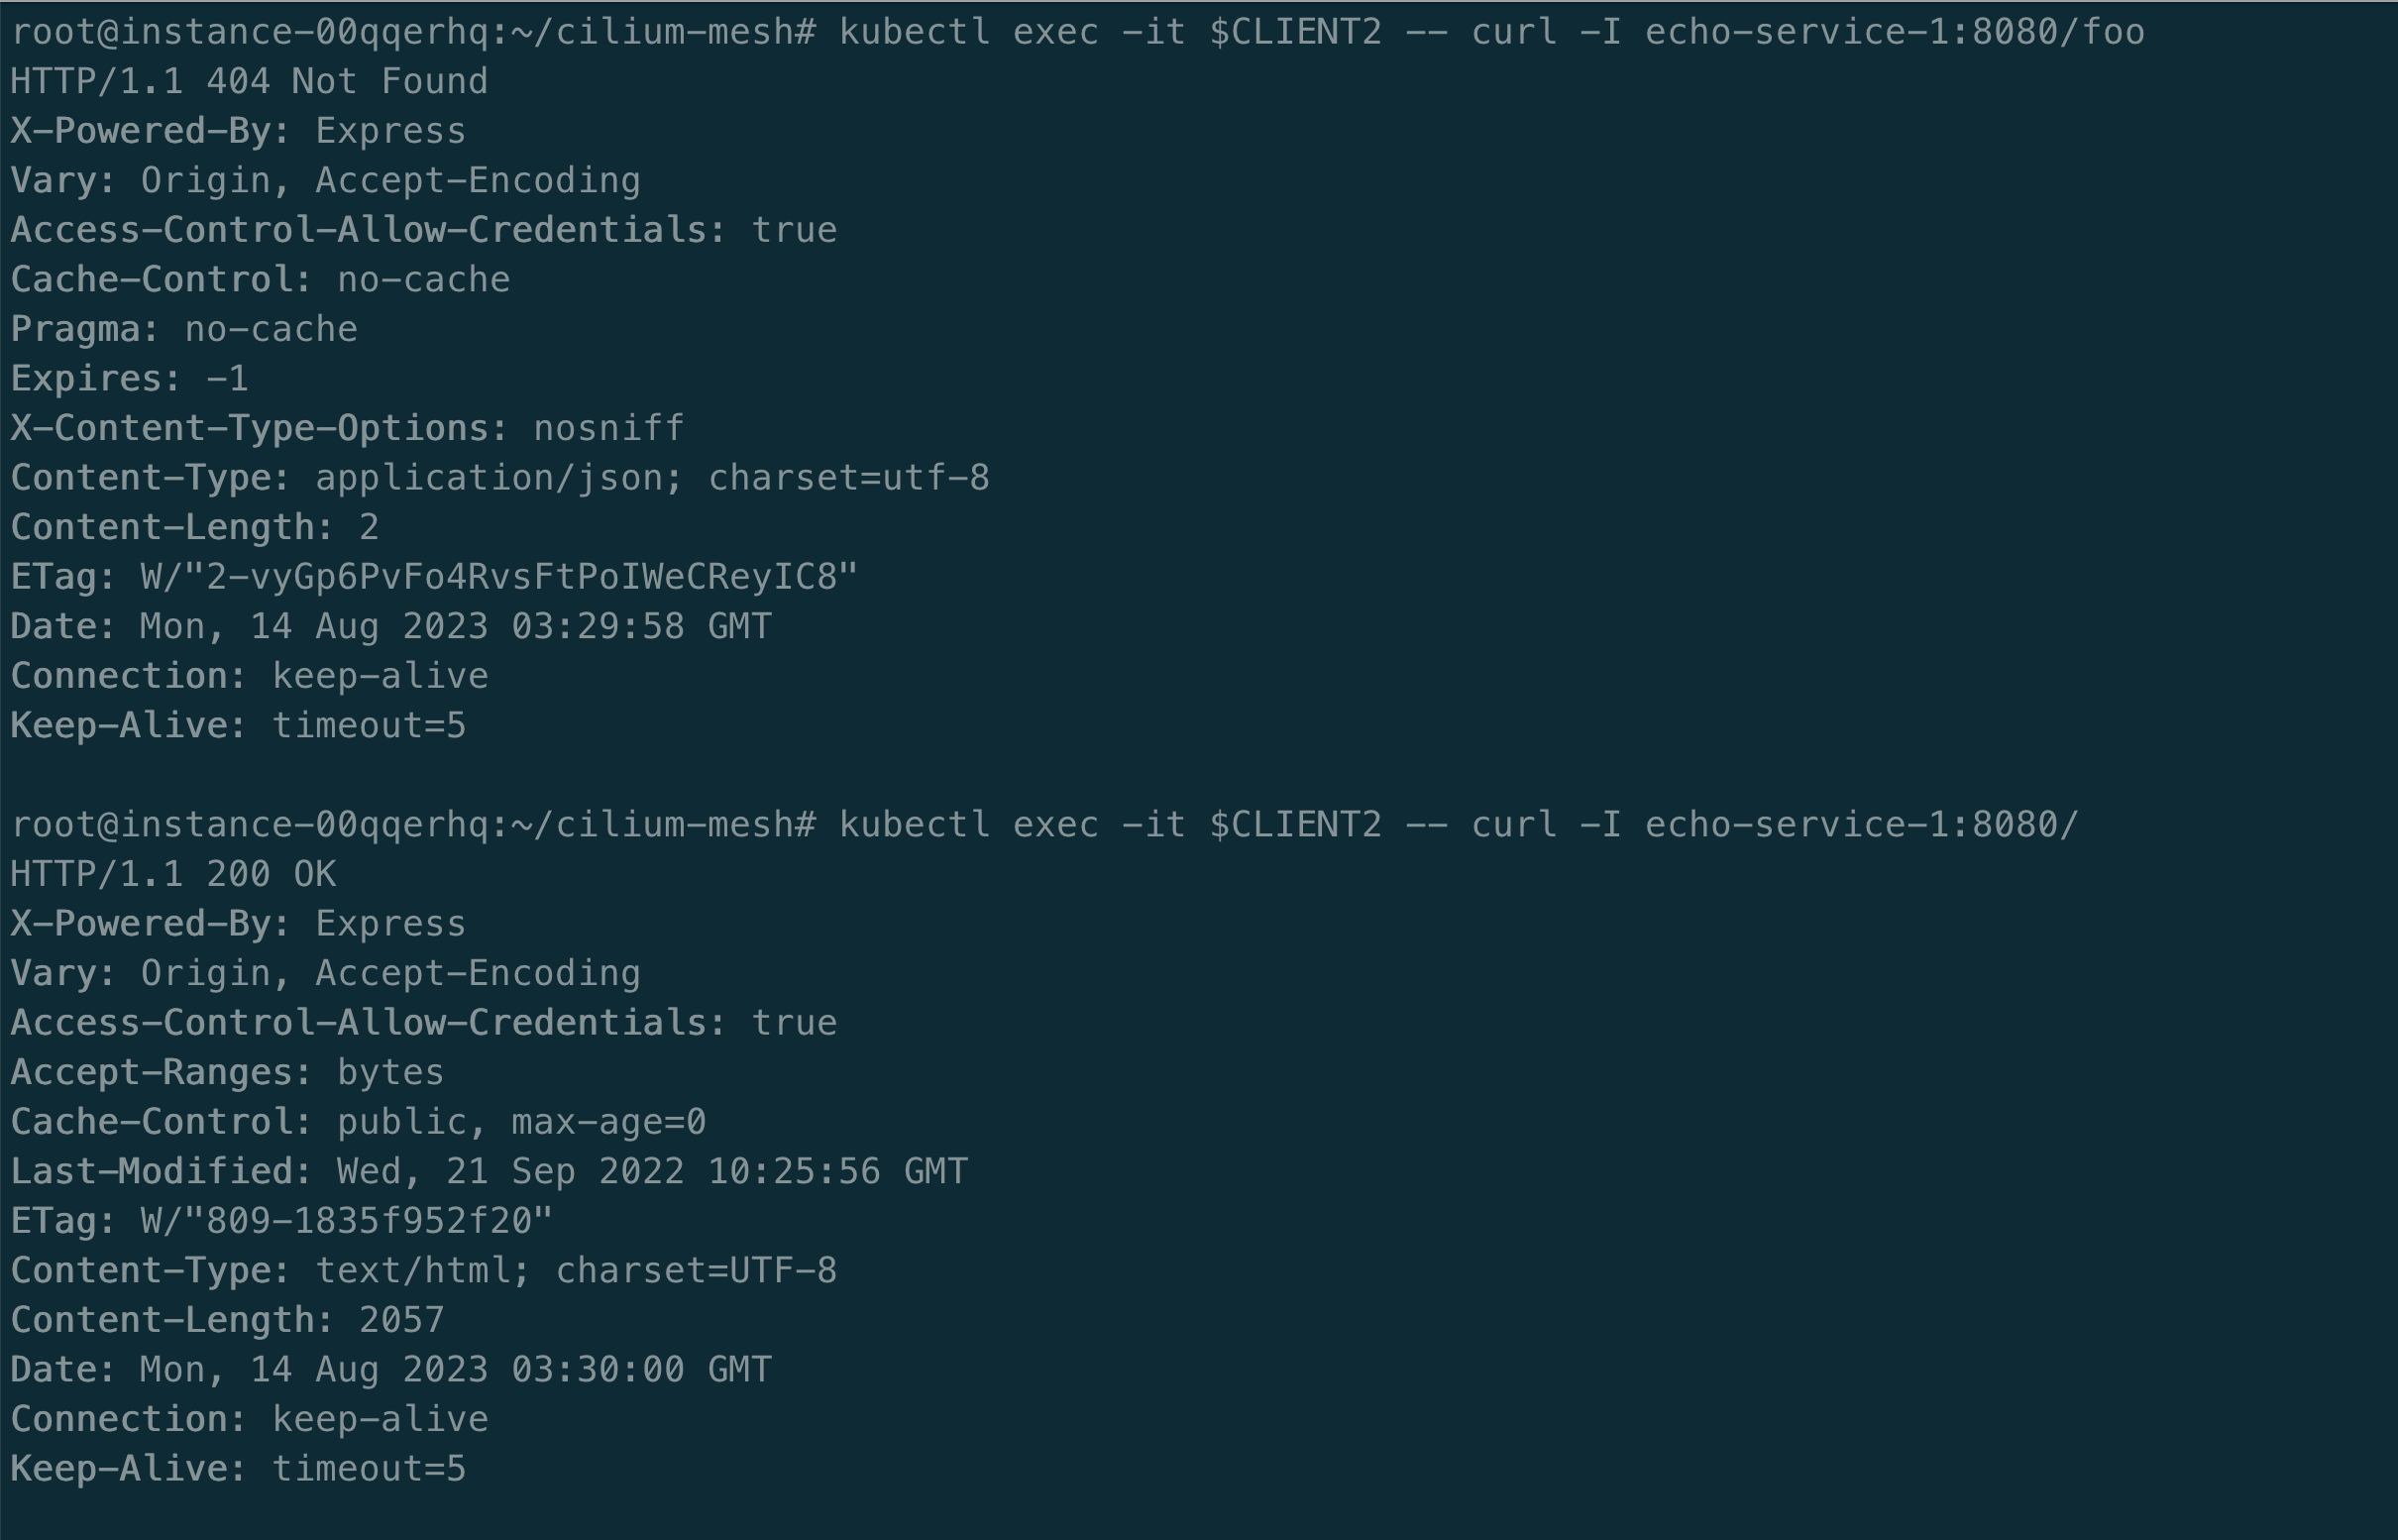 root@instance-00qqerhq:~/cilium-mesh# kubectl exec -it $CLIENT2 -- curl -I echo-service-1:8080/foo
HTTP/1.1 404 Not Found
X-Powered-By: Express
Vary: Origin, Accept-Encoding
Access-Control-Allow-Credentials: true
Cache-Control: no-cache
Pragma: no-cache
Expires: -1
X-Content-Type-Options: nosniff
Content-Type: application/json; charset=utf-8
Content-Length: 2
ETag: W/"2-vyGp6PvFo4RvsFtPoIWeCReyIC8"
Date: Mon, 14 Aug 2023 03:29:58 GMT
Connection: keep-alive
Keep-Alive: timeout=5
root@instance-00qqerhq:~/cilium-mesh# kubectl exec -it $CLIENT2 -- curl -I echo-service-1:8080/
HTTP/1.1 200 OK
X-Powered-By: Express
Vary: Origin, Accept-Encoding
Access-Control-Allow-Credentials: true
Accept-Ranges: bytes
Cache-Control: public, max-age=0
Last-Modified: Wed, 21 Sep 2022 10:25:56 GMT
ETag: W/"809-1835f952f20"
Content-Type: text/html; charset=UTF-8
Content-Length: 2057
Date: Mon, 14 Aug 2023 03:30:00 GMT
Connection: keep-alive
Keep-Alive: timeout=5